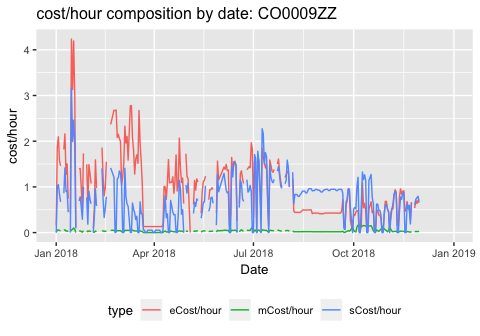 cost/hour composition by date: CO0009ZZ
4
3
2
1
0
cost/hour
Jan 2018 Apr 2018 Jul 2018 Oct 2018 Jan 2019
Date
type eCost/hour mCost/hour sCost/hour